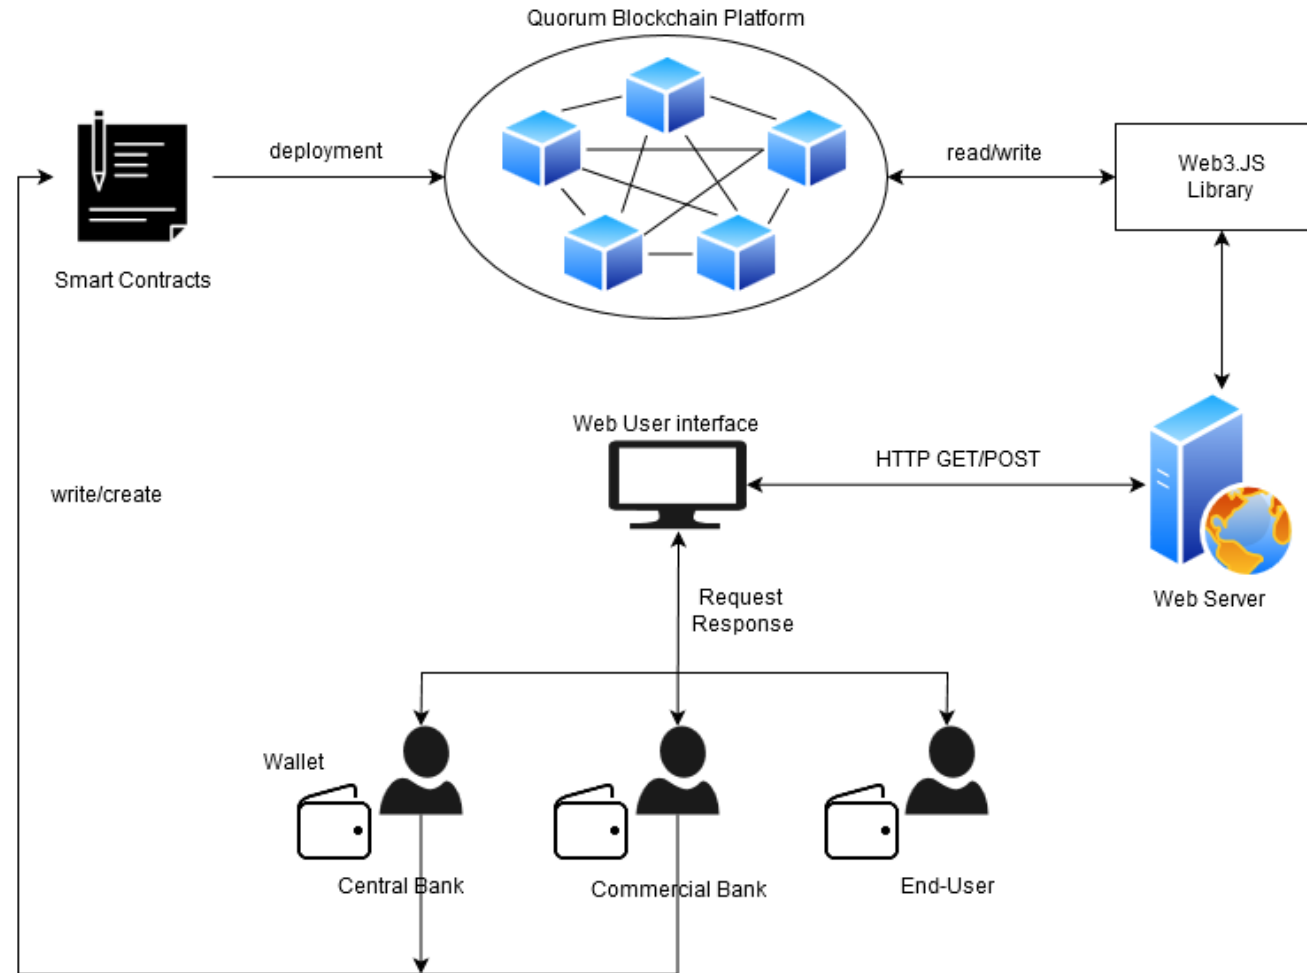 Quorum Blockchain Platform
deployment
read/write
Web3.JS
Library
Smart Contracts
Web User interface
HTTP GET/POST
write/create
Request
Response
Web Server
Wallet
Central Bank
Commercial Bank
End-User